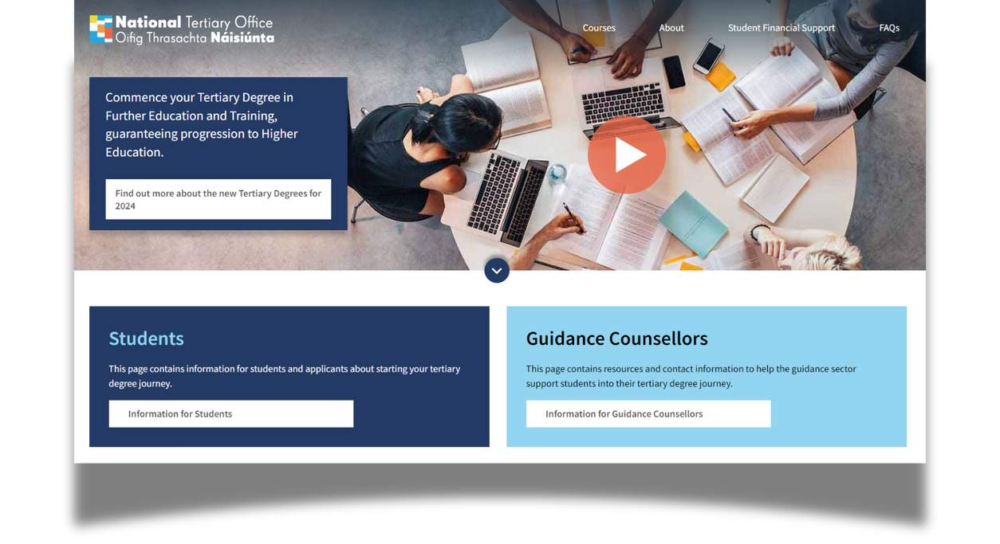 National Tertiary Office
Oifig Thrasachta Náisiúnta
Courses About Student Financial Support FAQs
Commence your Tertiary Degree in
Further Education and Training,
guaranteeing progression to Higher
Education.
Find out more about the new Tertiary Degrees for
2024
Students
This page contains information for students and applicants about starting your tertiary
degree journey.
Information for Students
Guidance Counsellors
This page contains resources and contact information to help the guidance sector
support students into their tertiary degree journey.
Information for Guidance Counsellors